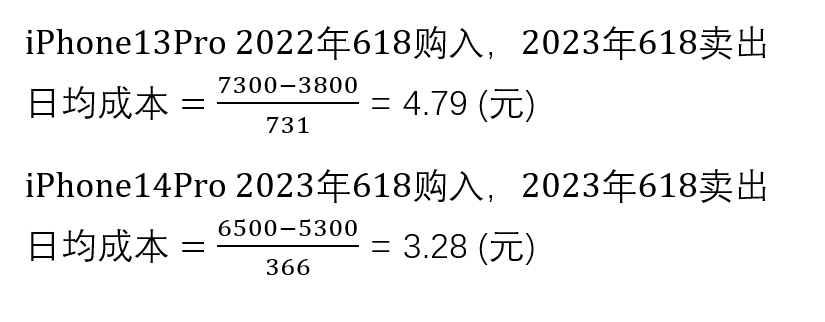 iPhone13Pro 2022年618购入，2023年618卖出
日均成本 = \frac{7300−3800}{731} = 4.79 (元)
iPhone14Pro 2023年618购入，2023年618卖出
日均成本 = \frac{6500−5300}{366} = 3.28 (元)